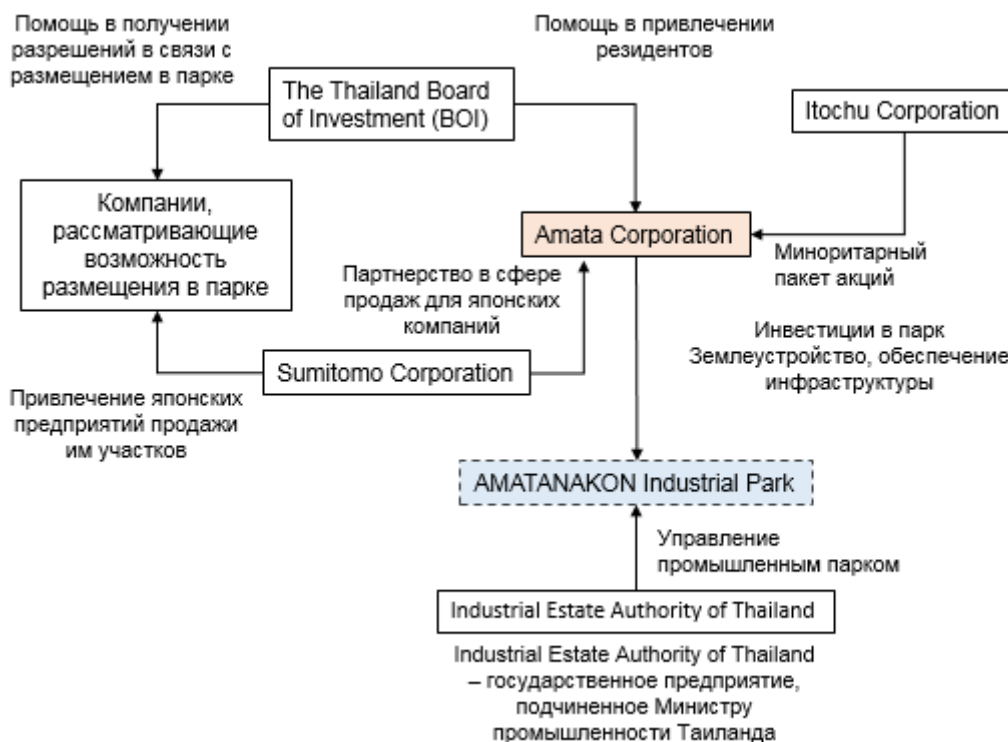 Помощь в получении
разрешений в связи с
размещением в парке
Помощь в привлечении
резидентов
The Thailand Board
of Investment (BOI)
Itochu Corporation
Компании,
рассматривающие
возможность
размещения в парке
Amata Corporation
Миноритарный
пакет акций
Партнерство в сфере
продаж для японских
компаний
Инвестиции в парк
Землеустройство, обеспечение
инфраструктуры
Sumitomo Corporation
Привлечение японских
предприятий продажи
им участков
AMATANAKON Industrial Park
Управление
промышленным парком
Industrial Estate Authority of Thailand
Industrial Estate Authority of Thailand
– государственное предприятие,
подчиненное Министру
промышленности Таиланда